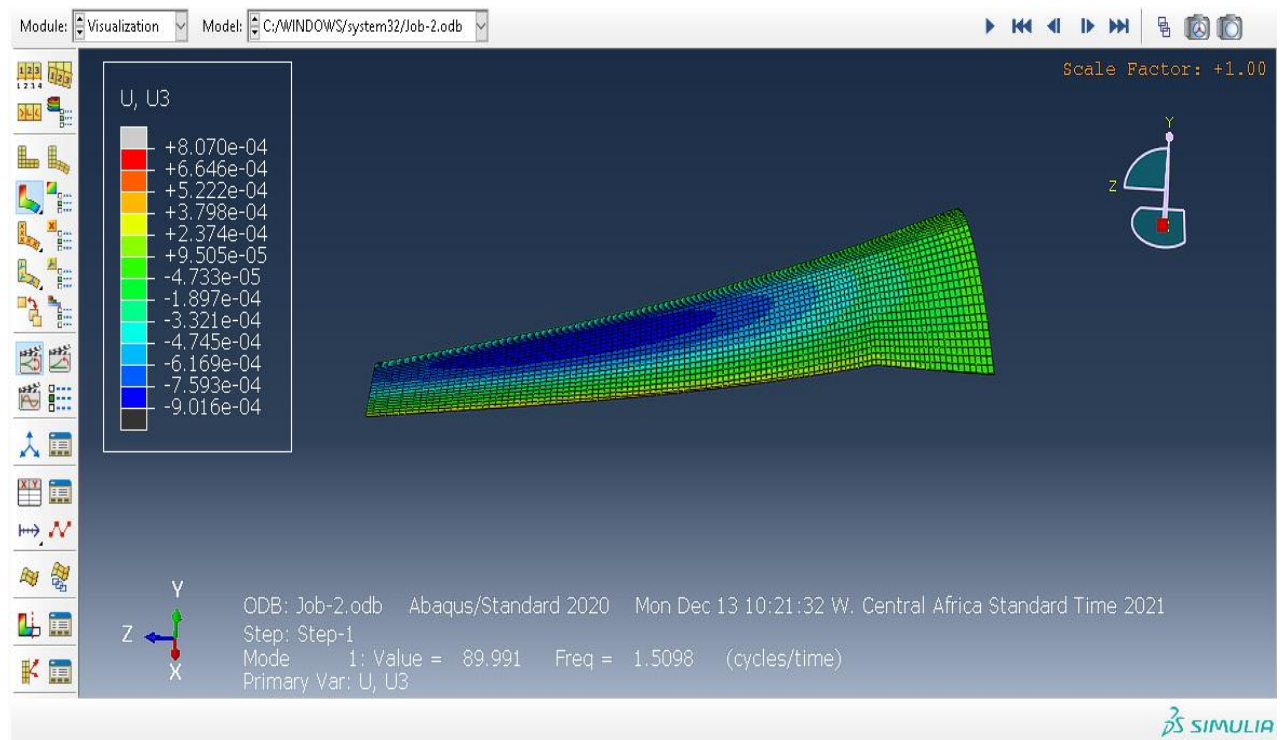 Module: Visualization Model: C:/WINDOWS/system32/Job-2.odb
Scale Factor: +1.00
U, U3
+8.070e-04
+6.646e-04
+5.222e-04
+3.798e-04
+2.374e-04
+9.505e-05
-4.733e-05
-1.897e-04
-3.321e-04
-4.745e-04
-6.169e-04
-7.593e-04
-9.016e-04
Y
Z
Y
Z
X
ODB: Job-2.odb Abaqus/Standard 2020 Mon Dec 13 10:21:32 W. Central Africa Standard Time 2021
Step: Step-1
Mode 1: Value = 89.991 Freq = 1.5098 (cycles/time)
Primary Var: U, U3
SIMULIA